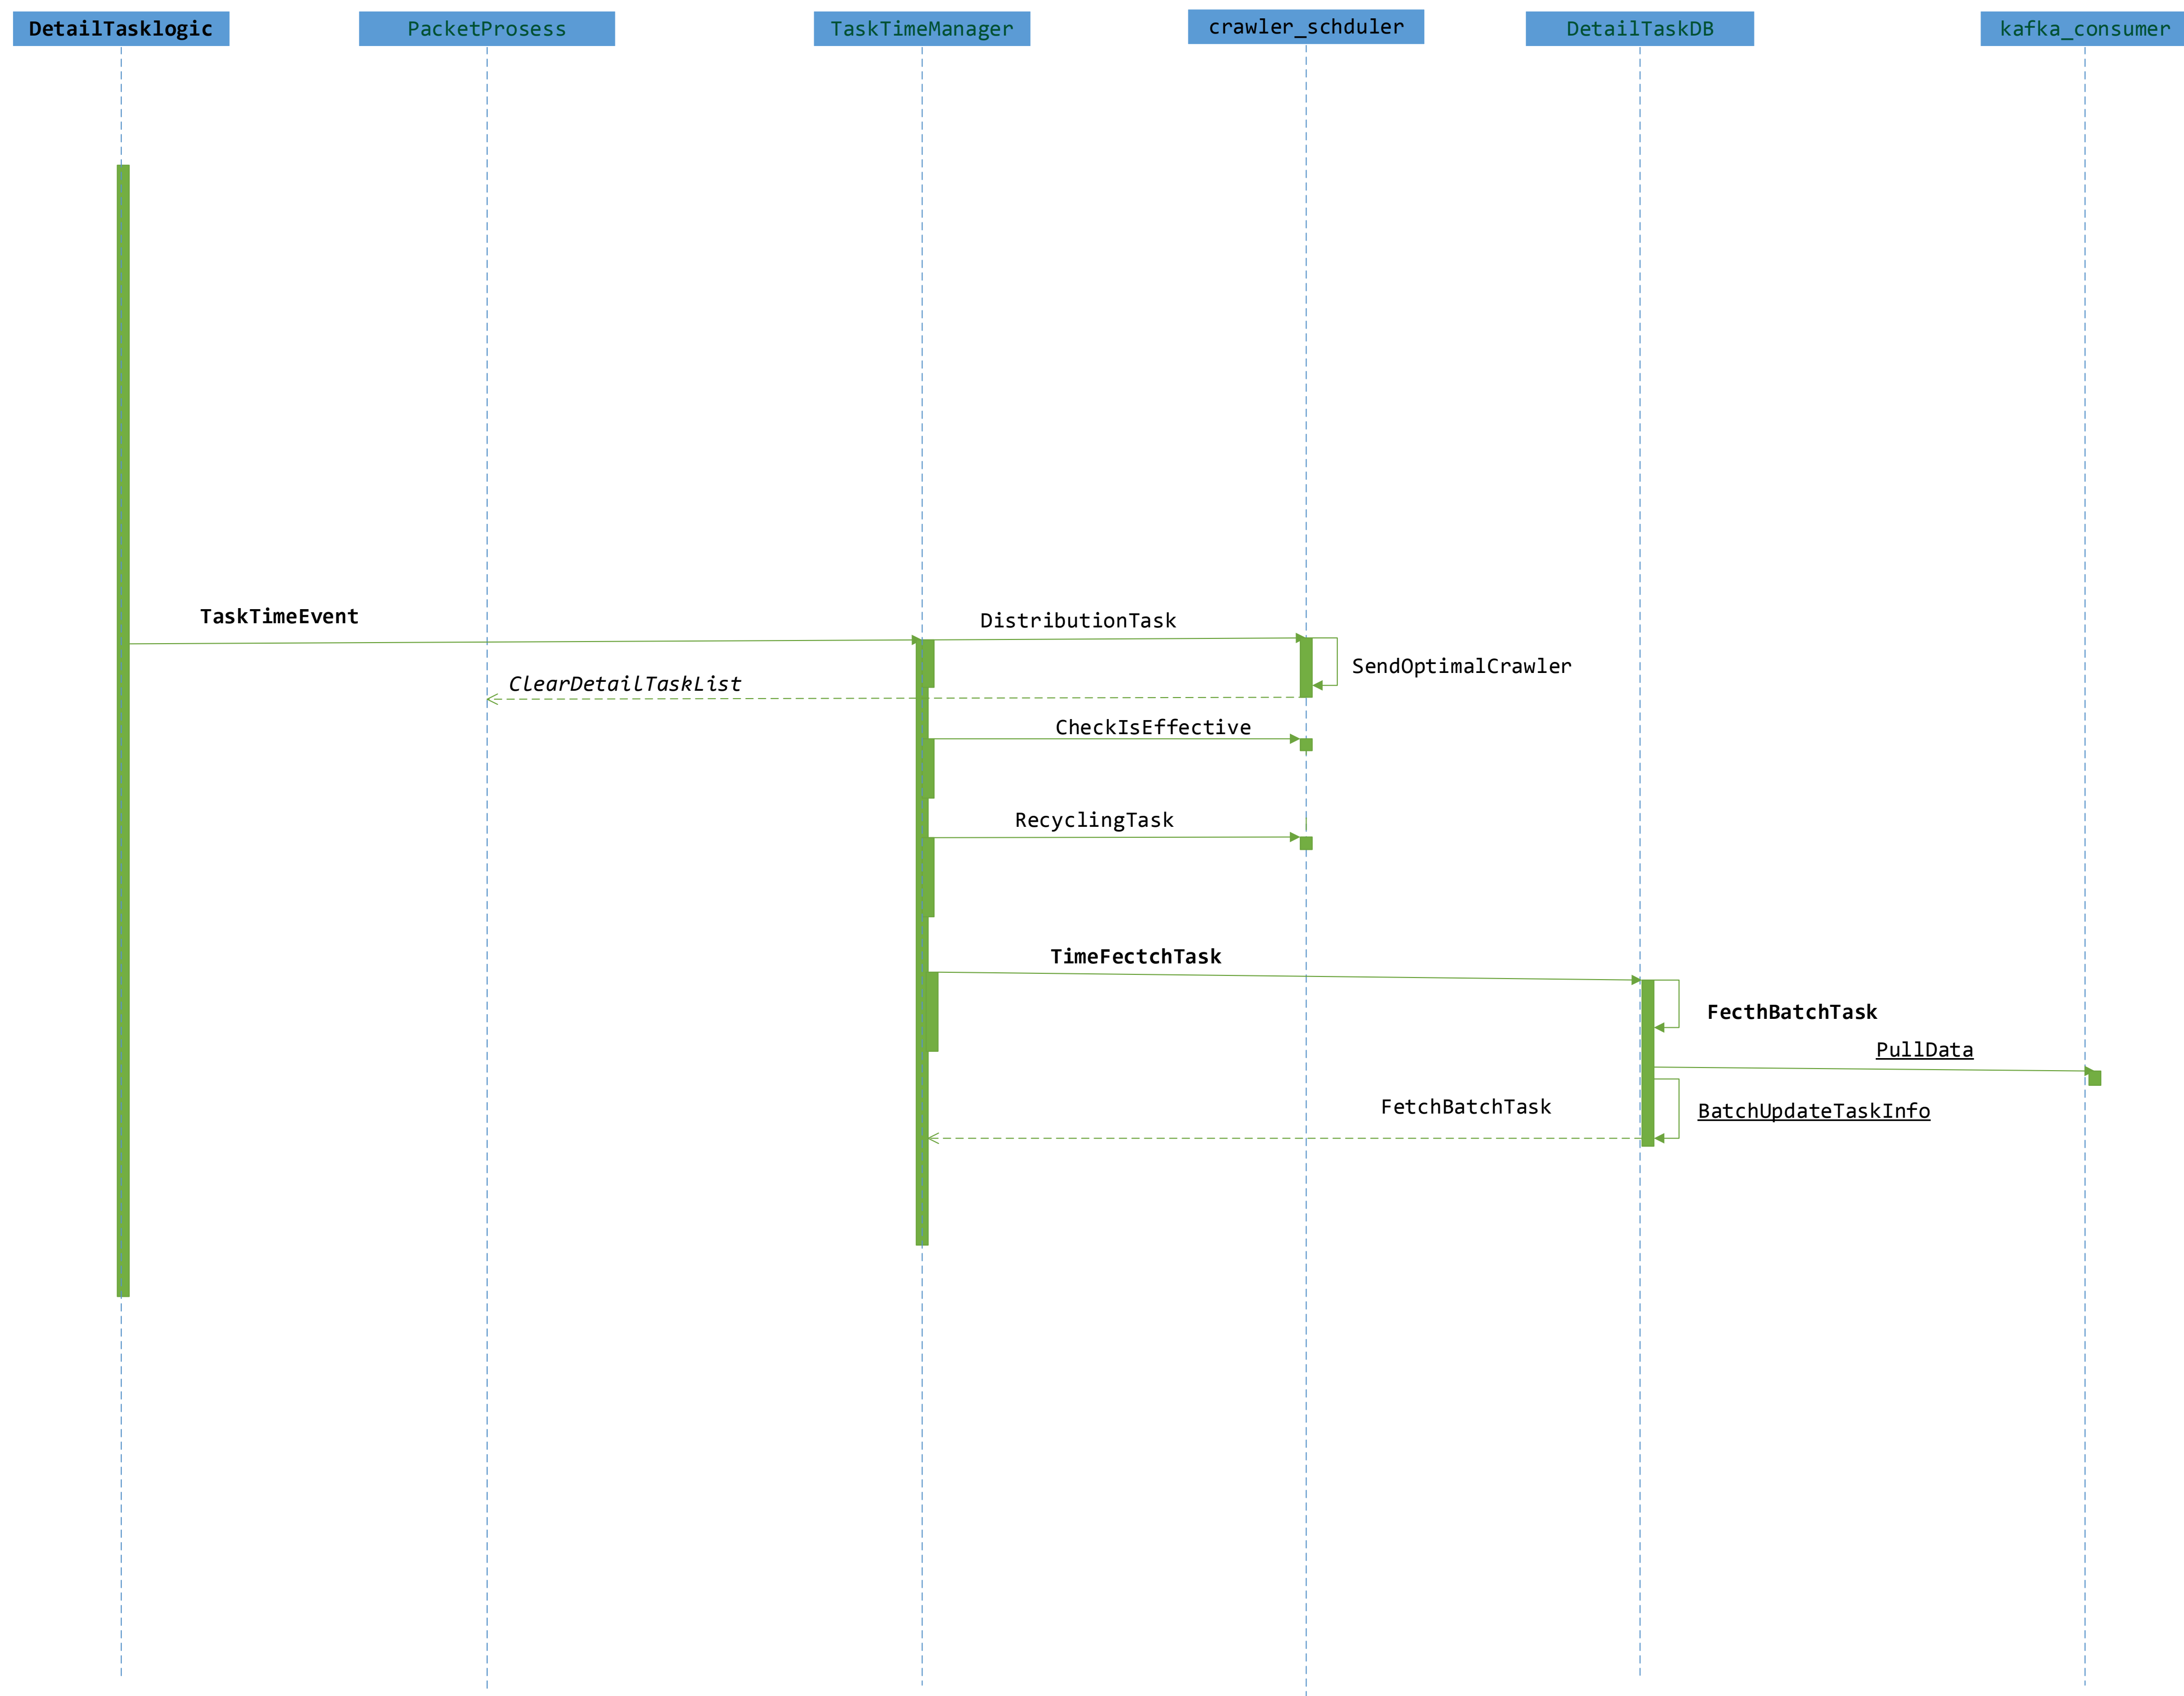 DetailTasklogic
PacketProsess
TaskTimeManager
crawler_schduler
DetailTaskDB
kafka_consumer
TaskTimeEvent
DistributionTask
SendOptimalCrawler
ClearDetailTaskList
CheckIsEffective
RecyclingTask
TimeFectchTask
FecthBatchTask
PullData
FetchBatchTask
BatchUpdateTaskInfo